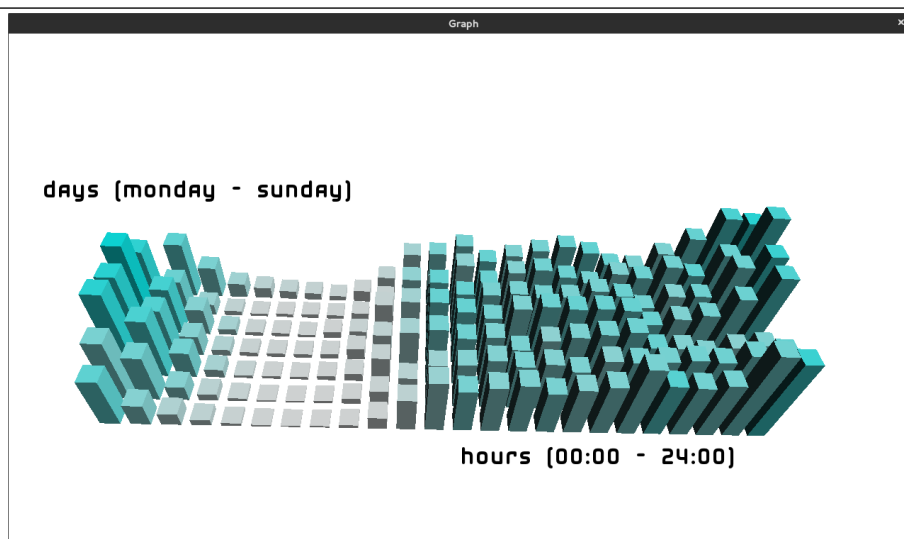 Graph
×
days (monday - sunday)
hours (00:00 - 24:00)